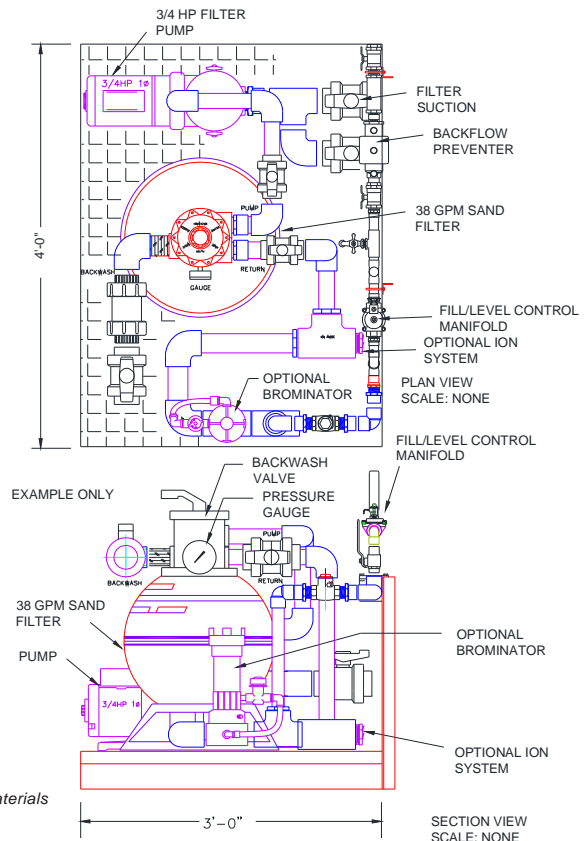 3/4 HP FILTER
PUMP
3/4HP 1ø
FILTER
SUCTION
BACKFLOW
PREVENTER
4'-0"
PUMP
38 GPM SAND
FILTER
BACKWASH
RETURN
GAUGE
FILL/LEVEL CONTROL
MANIFOLD
OPTIONAL ION
SYSTEM
OPTIONAL
BROMINATOR
PLAN VIEW
SCALE: NONE
FILL/LEVEL CONTROL
MANIFOLD
BACKWASH
VALVE
EXAMPLE ONLY
PRESSURE
GAUGE
PUMP
BACKWASH
RETURN
38 GPM SAND
FILTER
OPTIONAL
BROMINATOR
PUMP
3/4HP 1ø
OPTIONAL ION
SYSTEM
aterials
3'-0"
SECTION VIEW
SCALE: NONE